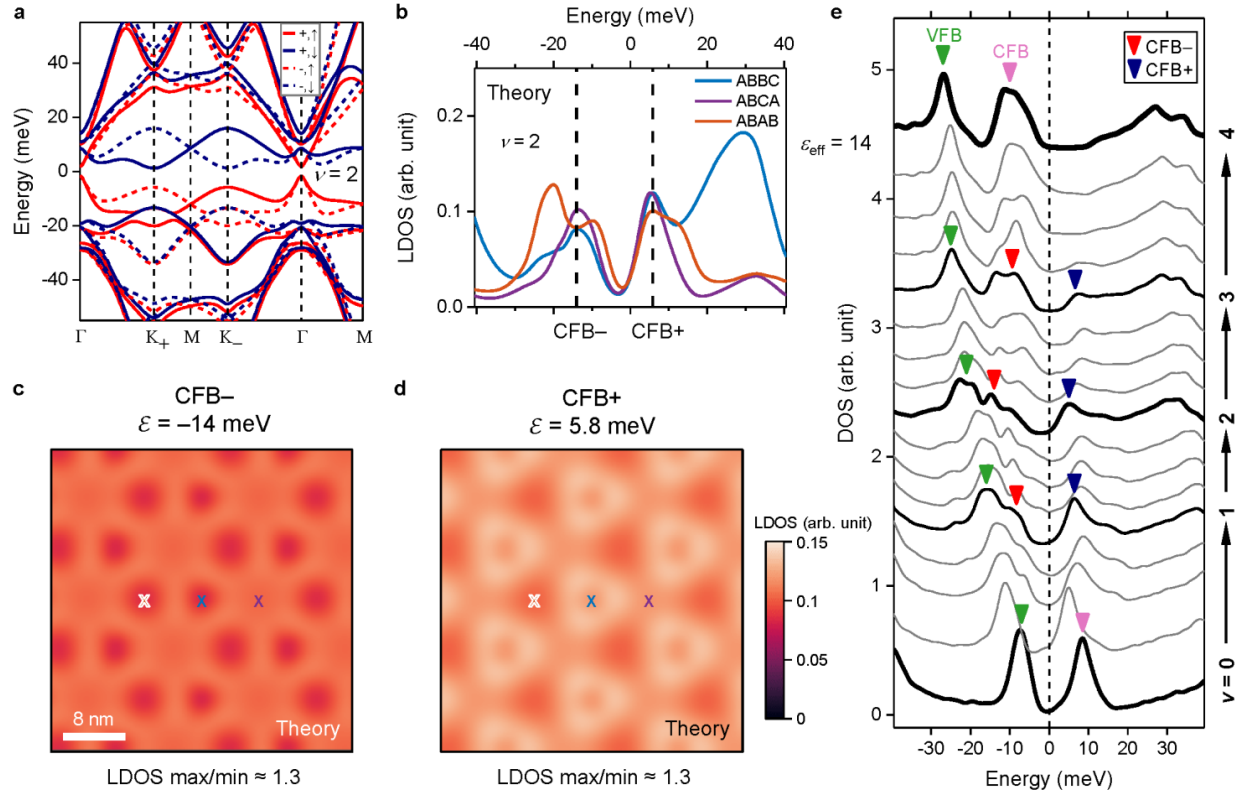 a
Energy (meV)
40
20
0
−20
−40
+,↑
+,↓
-,↑
-,↓
ν = 2
Γ
K+
M
K−
Γ
M
b
Energy (meV)
-40
-20
0
20
40
LDOS (arb. unit)
0.2
0.1
0.0
Theory
ν = 2
ABBC
ABCA
ABAB
εeff = 14
CFB−
CFB+
c
CFB−
ℰ = −14 meV
X
X
X
8 nm
Theory
LDOS max/min ≈ 1.3
d
CFB+
ℰ = 5.8 meV
X
X
X
Theory
LDOS max/min ≈ 1.3
LDOS (arb. unit)
0.15
0.1
0.05
0
e
VFB
CFB
CFB−
CFB+
DOS (arb. unit)
5
4
3
2
1
0
-30
-20
-10
0
10
20
30
Energy (meV)
4
3
2
1
ν = 0